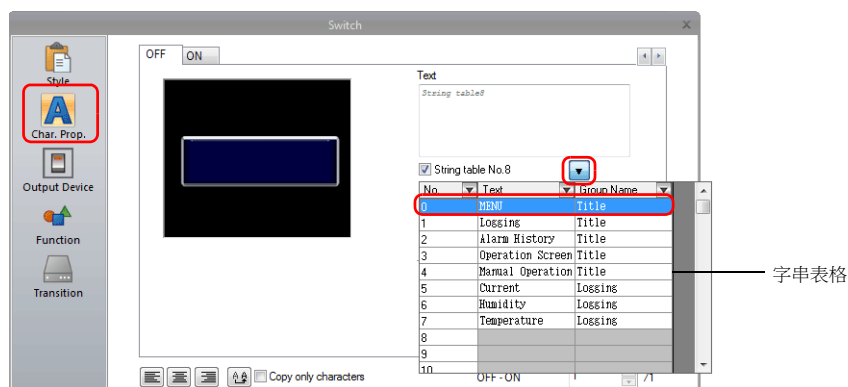 Switch
x
Style
Char. Prop.
Output Device
Function
Transition
OFF ON
Text
String table8
String table No.8
No. Text Group Name
0 MENU Title
1 Logging Title
2 Alarm History Title
3 Operation Screen Title
4 Manual Operation Title
5 Current Logging
6 Humidity Logging
7 Temperature Logging
8
9
10
字串表格
Copy only characters
OFF - ON
/1